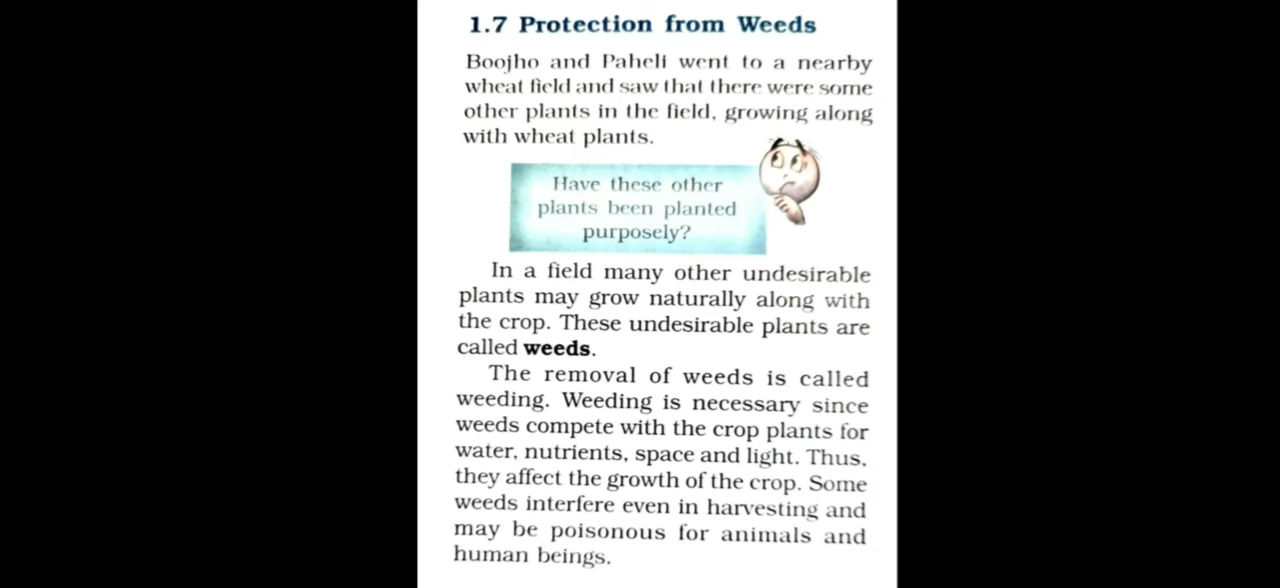 1.7 Protection from Weeds
Boojho and Paheli went to a nearby
wheat field and saw that there were some
other plants in the field, growing along
with wheat plants.
Have these other
plants been planted
purposely?
In a field many other undesirable
plants may grow naturally along with
the crop. These undesirable plants are
called weeds.
The removal of weeds is called
weeding. Weeding is necessary since
weeds compete with the crop plants for
water, nutrients, space and light. Thus,
they affect the growth of the crop. Some
weeds interfere even in harvesting and
may be poisonous for animals and
human beings.